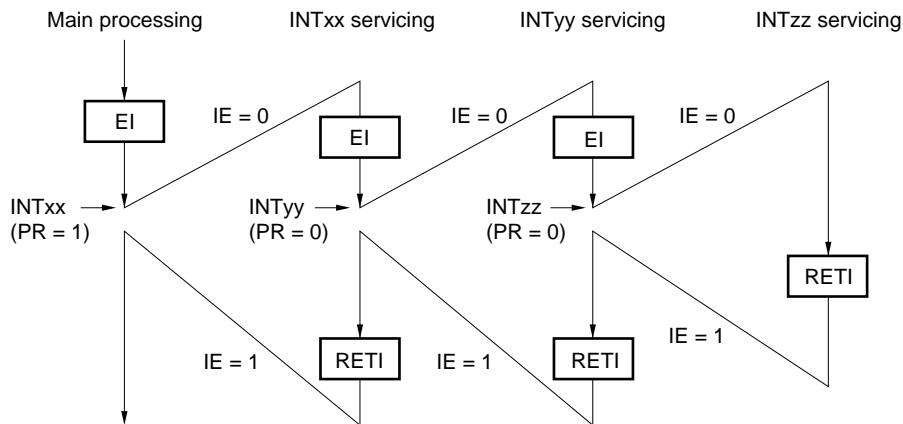 Main processing
INTxx servicing
INTyy servicing
INTzz servicing
EI
IE = 0
EI
IE = 0
EI
IE = 0
INTxx
(PR = 1)
INTyy
(PR = 0)
INTzz
(PR = 0)
RETI
IE = 1
RETI
IE = 1
RETI
IE = 1